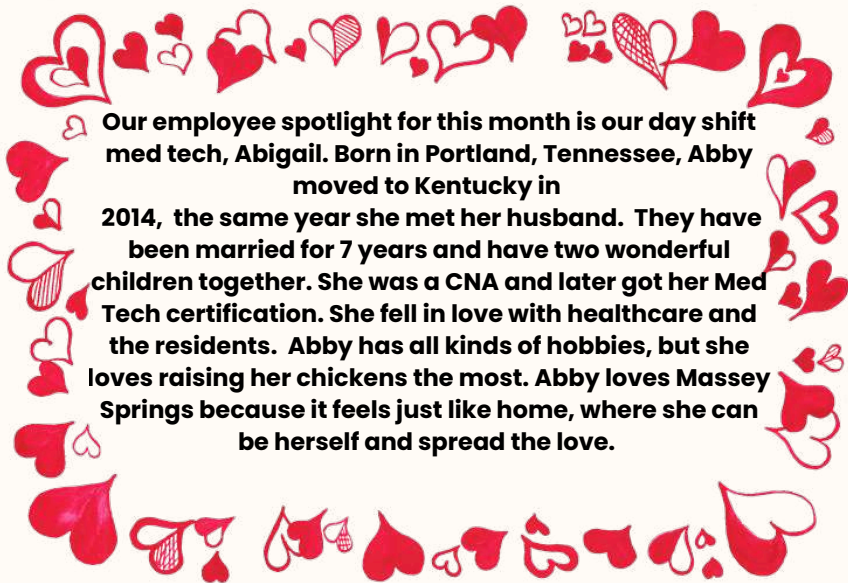 Our employee spotlight for this month is our day shift
med tech, Abigail. Born in Portland, Tennessee, Abby
moved to Kentucky in
2014, the same year she met her husband. They have
been married for 7 years and have two wonderful
children together. She was a CNA and later got her Med
Tech certification. She fell in love with healthcare and
the residents. Abby has all kinds of hobbies, but she
loves raising her chickens the most. Abby loves Massey
Springs because it feels just like home, where she can
be herself and spread the love.